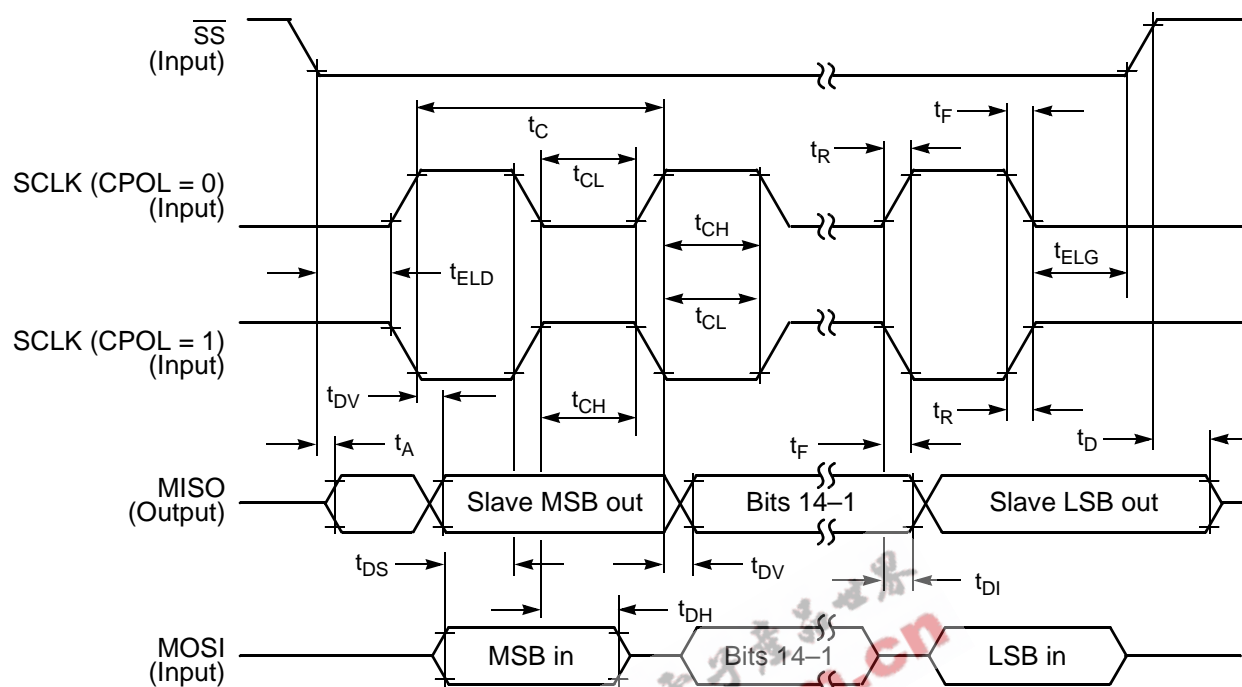 SS
(Input)
tC
tF
tR
SCLK (CPOL = 0)
(Input)
tCL
tCH
tELD
tELG
tCL
SCLK (CPOL = 1)
(Input)
tDV
tCH
tR
tA
tF
tD
MISO
(Output)
Slave MSB out
Bits 14–1
Slave LSB out
tDS
tDV
tDI
tDH
MOSI
(Input)
MSB in
Bits 14–1
LSB in